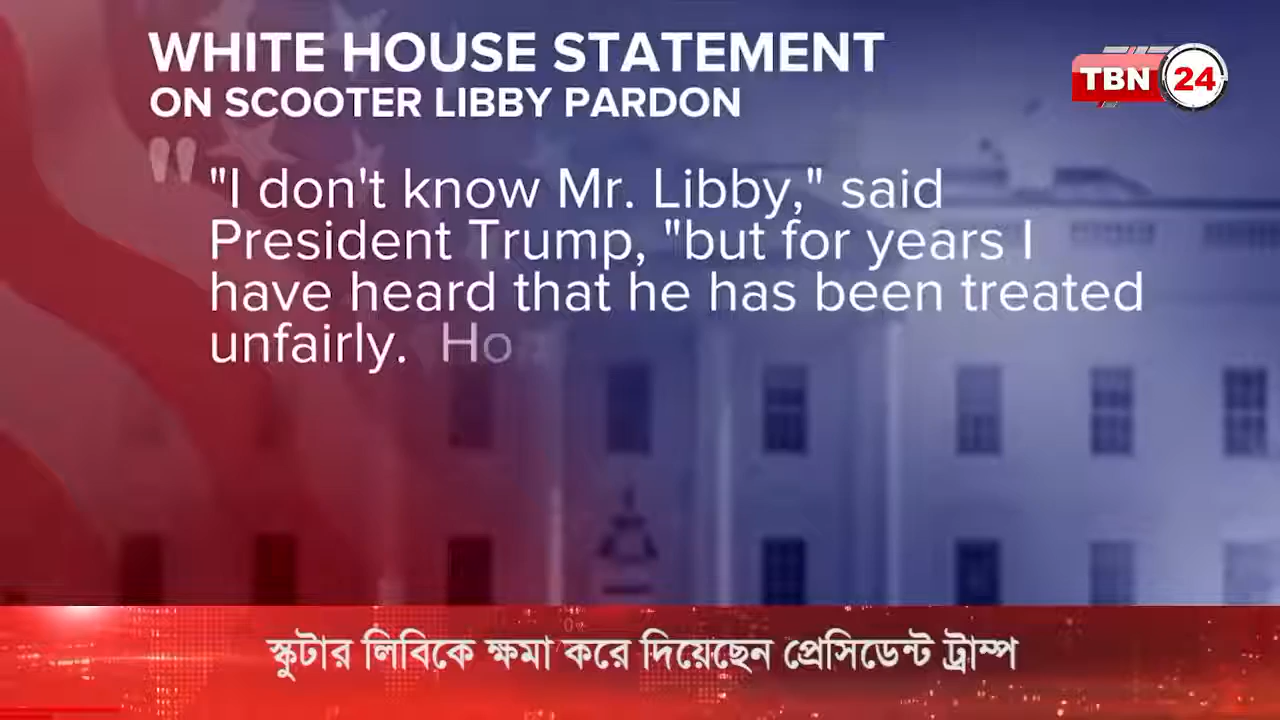 WHITE HOUSE STATEMENT
ON SCOOTER LIBBY PARDON
TBN 24
"I don't know Mr. Libby," said
President Trump, "but for years I
have heard that he has been treated
unfairly. Ho
স্কুটার লিবিকে ক্ষমা করে দিয়েছেন প্রেসিডেন্ট ট্রাম্প